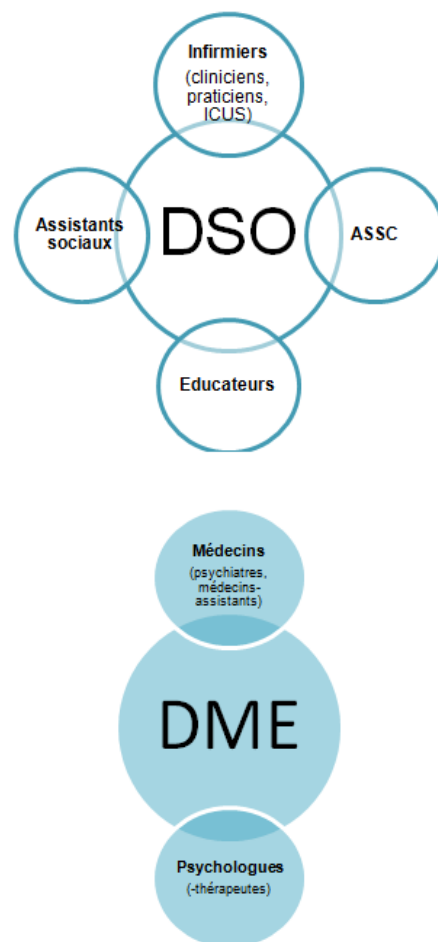 Infirmiers
(cliniciens,
praticiens,
ICUS)
Assistants
sociaux
DSO
ASSC
Educateurs
Médecins
(psychiatres,
médecins-
assistants)
DME
Psychologues
(-thérapeutes)